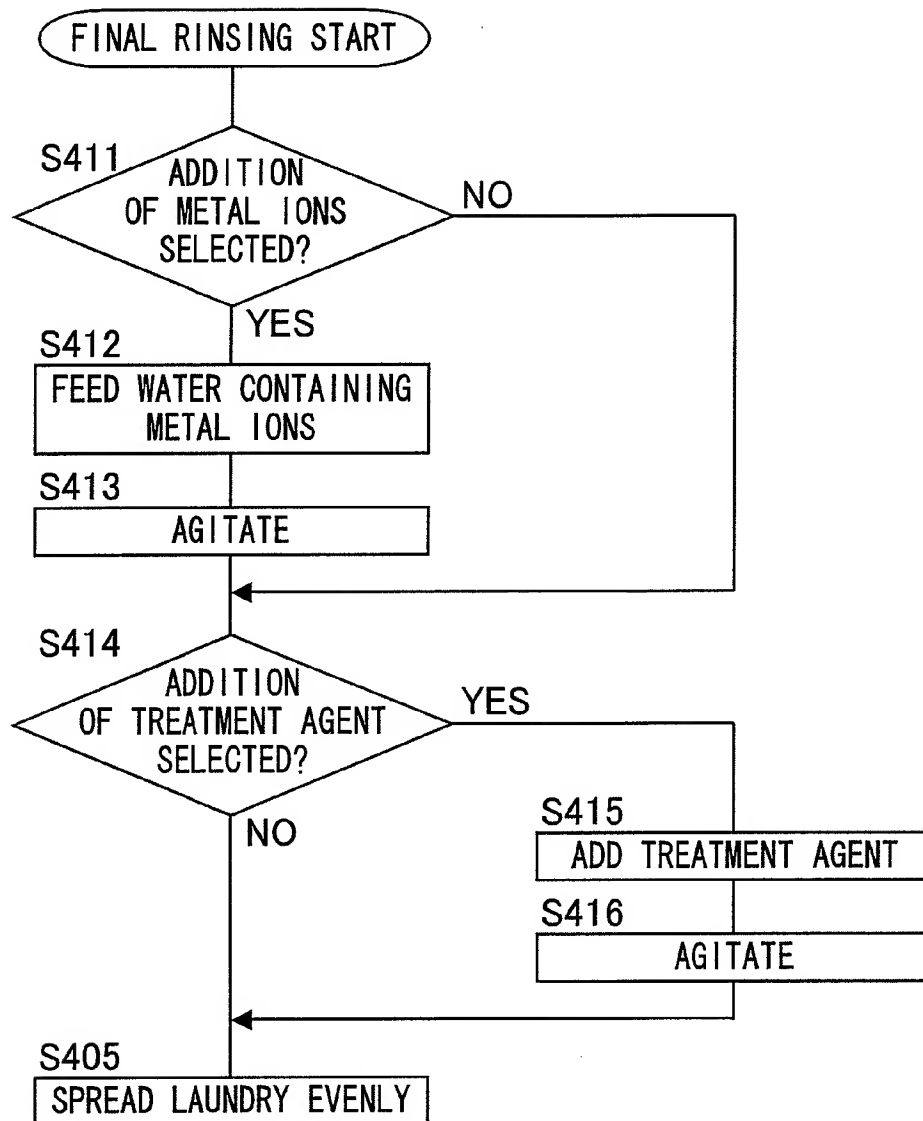 FINAL RINSING START
S411
ADDITION
OF METAL IONS
SELECTED?
NO
YES
S412
FEED WATER CONTAINING
METAL IONS
S413
AGITATE
S414
ADDITION
OF TREATMENT AGENT
SELECTED?
YES
NO
S415
ADD TREATMENT AGENT
S416
AGITATE
S405
SPREAD LAUNDRY EVENLY